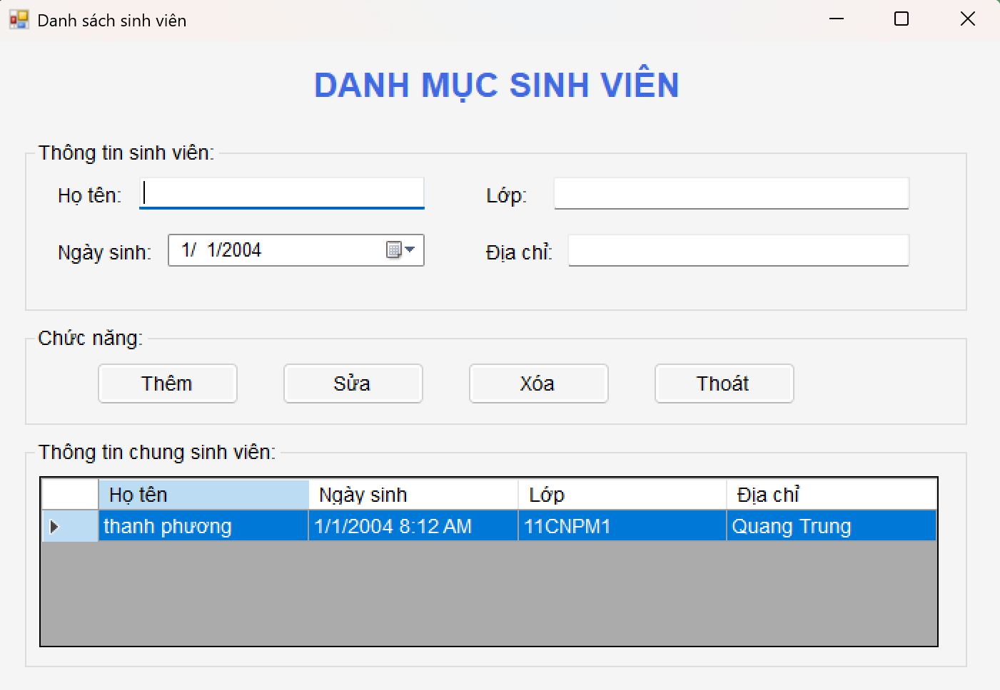 Danh sách sinh viên
DANH MỤC SINH VIÊN
Thông tin sinh viên:
Họ tên:
Lớp:
Ngày sinh: 1/ 1/2004
Địa chỉ:
Chức năng:
Thêm Sửa Xóa Thoát
Thông tin chung sinh viên:
Họ tên Ngày sinh Lớp Địa chỉ
thanh phương 1/1/2004 8:12 AM 11CNPM1 Quang Trung